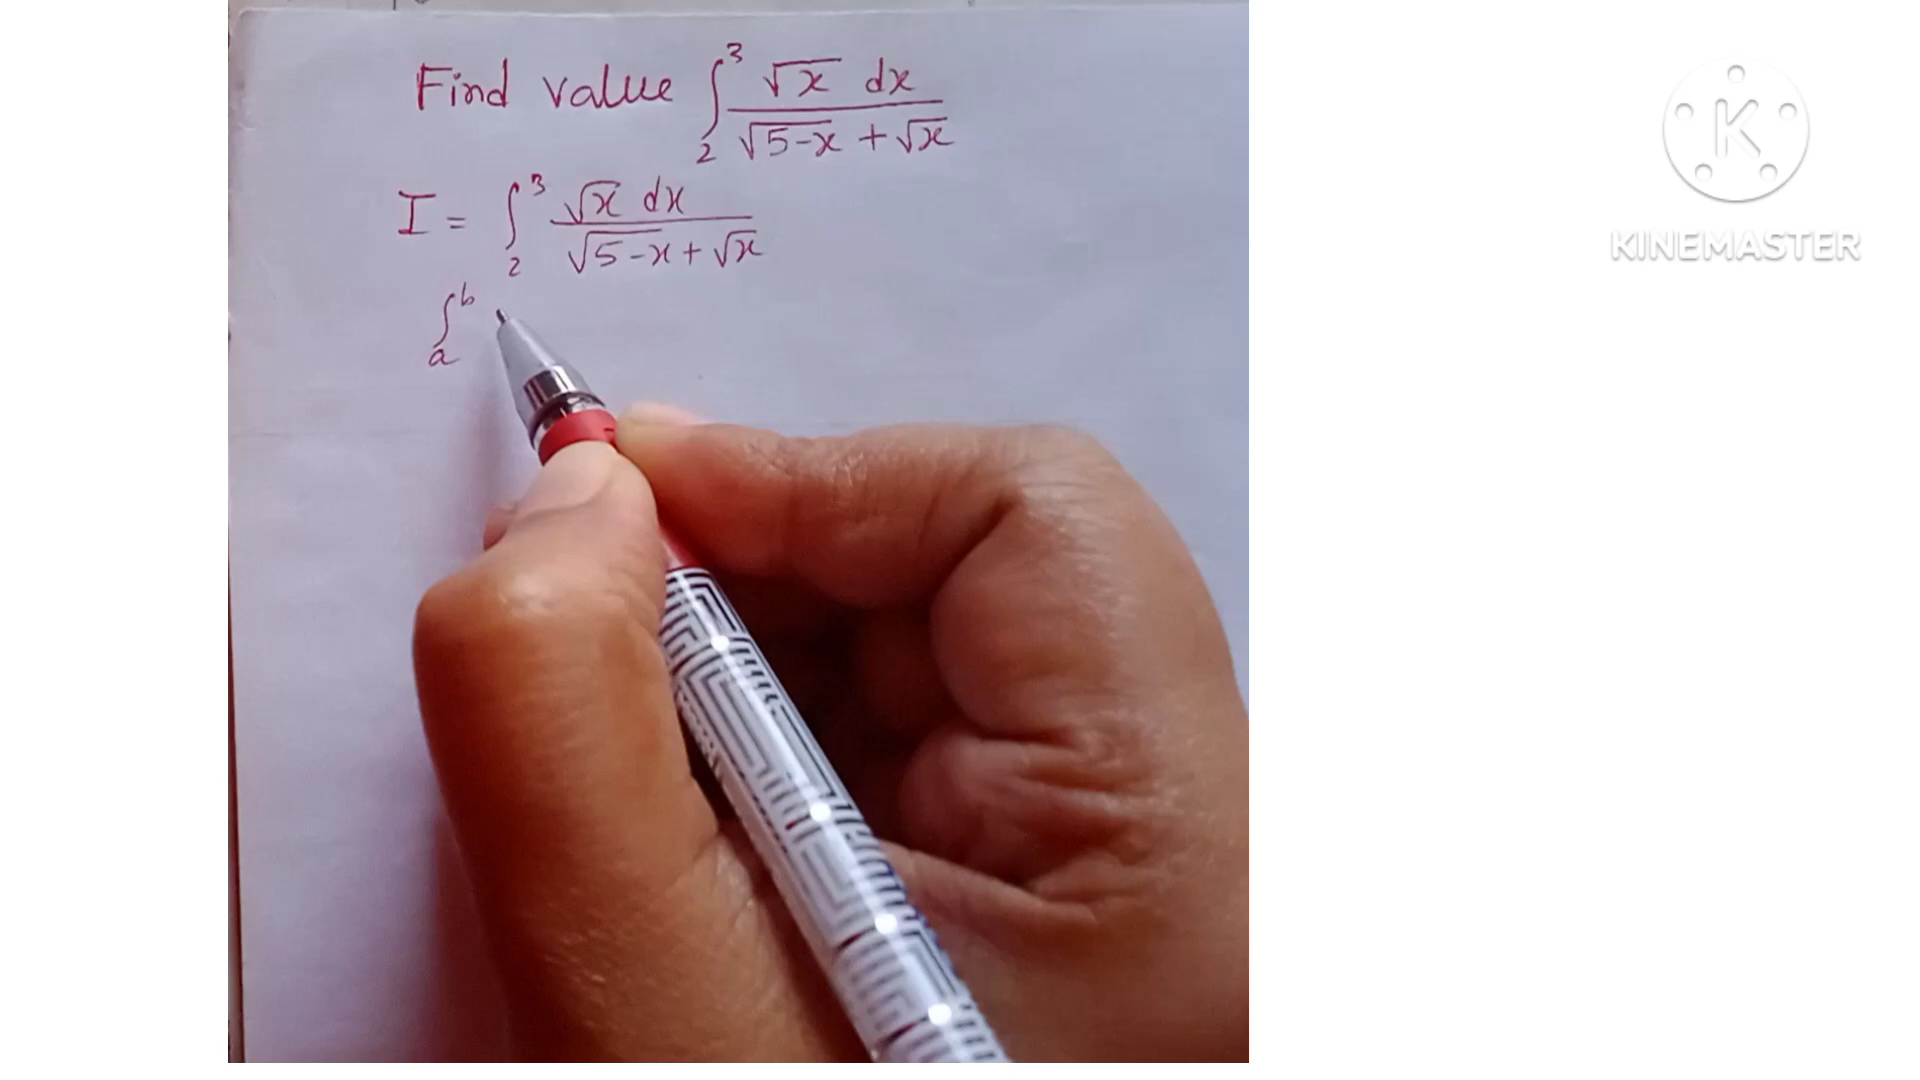 Find value ∫₂³ √x dx / (√(5-x) + √x)
I = ∫₂³ √x dx / (√(5-x) + √x)
∫ₐᵇ
K
KINEMASTER